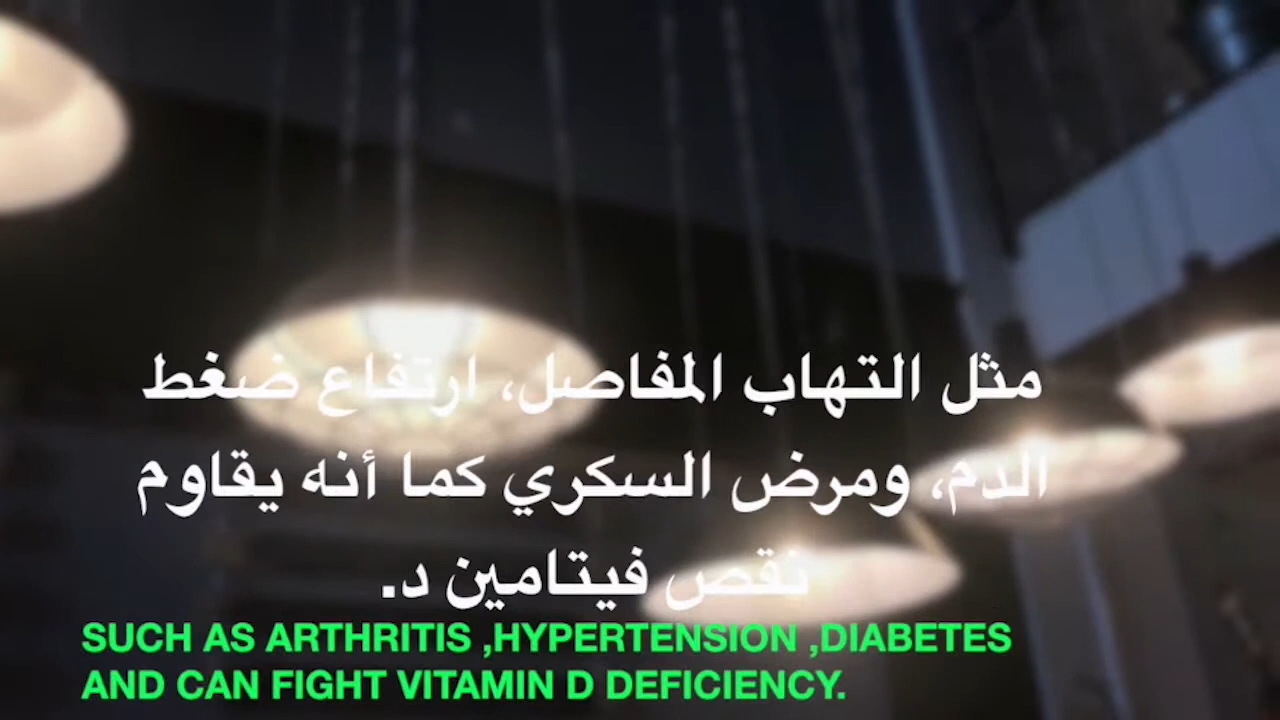 مثل التهاب المفاصل، ارتفاع ضغط
الدم، ومرض السكري كما أنه يقاوم
نقص فيتامين د.
SUCH AS ARTHRITIS ,HYPERTENSION ,DIABETES
AND CAN FIGHT VITAMIN D DEFICIENCY.